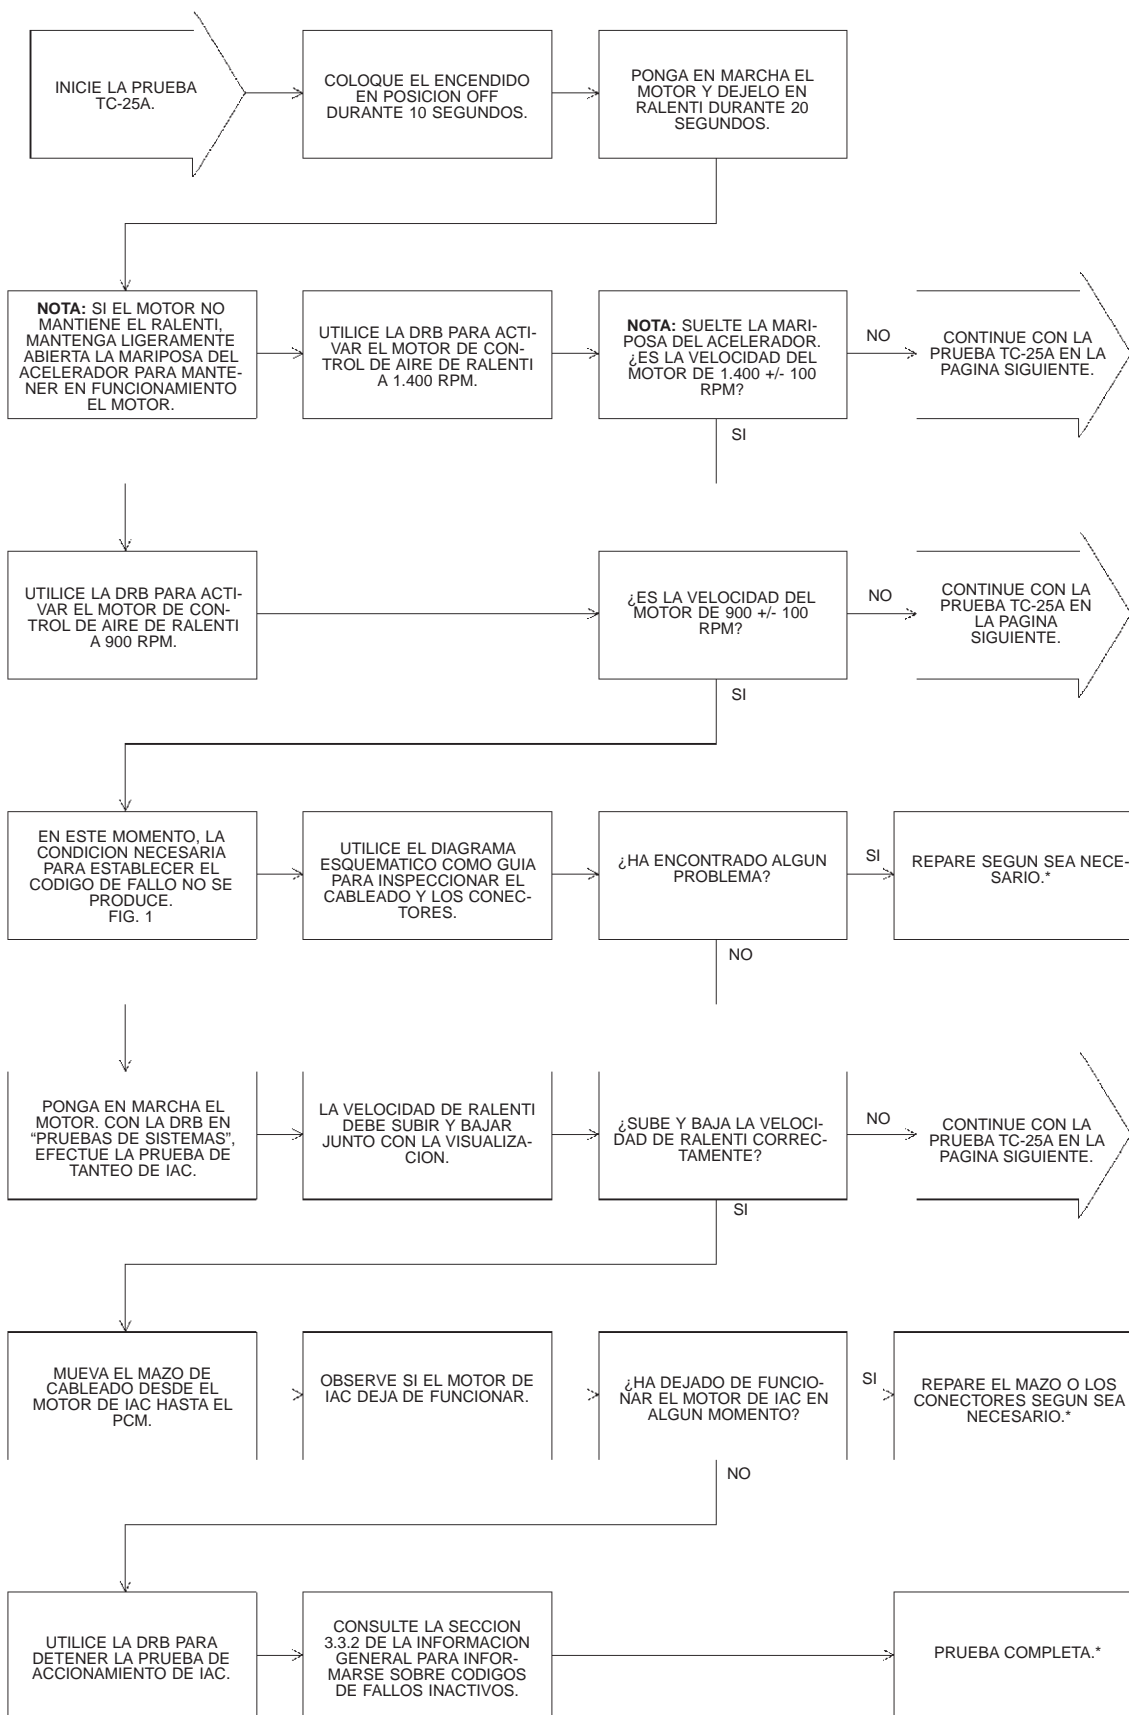 INICIE LA PRUEBA
TC-25A.
COLOQUE EL ENCENDIDO
EN POSICION OFF
DURANTE 10 SEGUNDOS.
PONGA EN MARCHA EL
MOTOR Y DEJELO EN
RALENTI DURANTE 20
SEGUNDOS.
NOTA: SI EL MOTOR NO
MANTIENE EL RALENTI,
MANTENGA LIGERAMENTE
ABIERTA LA MARIPOSA DEL
ACELERADOR PARA MANTE-
NER EN FUNCIONAMIENTO
EL MOTOR.
UTILICE LA DRB PARA ACTI-
VAR EL MOTOR DE CON-
TROL DE AIRE DE RALENTI
A 1.400 RPM.
NOTA: SUELTE LA MARI-
POSA DEL ACELERADOR.
¿ES LA VELOCIDAD DEL
MOTOR DE 1.400 +/- 100
RPM?
NO
CONTINUE CON LA
PRUEBA TC-25A EN LA
PAGINA SIGUIENTE.
SI
UTILICE LA DRB PARA ACTI-
VAR EL MOTOR DE CON-
TROL DE AIRE DE RALENTI
A 900 RPM.
¿ES LA VELOCIDAD DEL
MOTOR DE 900 +/- 100
RPM?
NO
CONTINUE CON LA
PRUEBA TC-25A EN
LA PAGINA
SIGUIENTE.
SI
EN ESTE MOMENTO, LA
CONDICION NECESARIA
PARA ESTABLECER EL
CODIGO DE FALLO NO SE
PRODUCE.
FIG. 1
UTILICE EL DIAGRAMA
ESQUEMATICO COMO GUIA
PARA INSPECCIONAR EL
CABLEADO Y LOS CONEC-
TORES.
¿HA ENCONTRADO ALGUN
PROBLEMA?
SI
REPARE SEGUN SEA NECE-
SARIO.*
NO
PONGA EN MARCHA EL
MOTOR. CON LA DRB EN
“PRUEBAS DE SISTEMAS”,
EFECTUE LA PRUEBA DE
TANTEO DE IAC.
LA VELOCIDAD DE RALENTI
DEBE SUBIR Y BAJAR
JUNTO CON LA VISUALIZA-
CION.
¿SUBE Y BAJA LA VELOCI-
DAD DE RALENTI CORREC-
TAMENTE?
NO
CONTINUE CON LA
PRUEBA TC-25A EN LA
PAGINA SIGUIENTE.
SI
MUEVA EL MAZO DE
CABLEADO DESDE EL
MOTOR DE IAC HASTA EL
PCM.
OBSERVE SI EL MOTOR DE
IAC DEJA DE FUNCIONAR.
¿HA DEJADO DE FUNCIO-
NAR EL MOTOR DE IAC EN
ALGUN MOMENTO?
SI
REPARE EL MAZO O LOS
CONECTORES SEGUN SEA
NECESARIO.*
NO
UTILICE LA DRB PARA
DETENER LA PRUEBA DE
ACCIONAMIENTO DE IAC.
CONSULTE LA SECCION
3.3.2 DE LA INFORMACION
GENERAL PARA INFOR-
MARSE SOBRE CODIGOS
DE FALLOS INACTIVOS.
PRUEBA COMPLETA.*